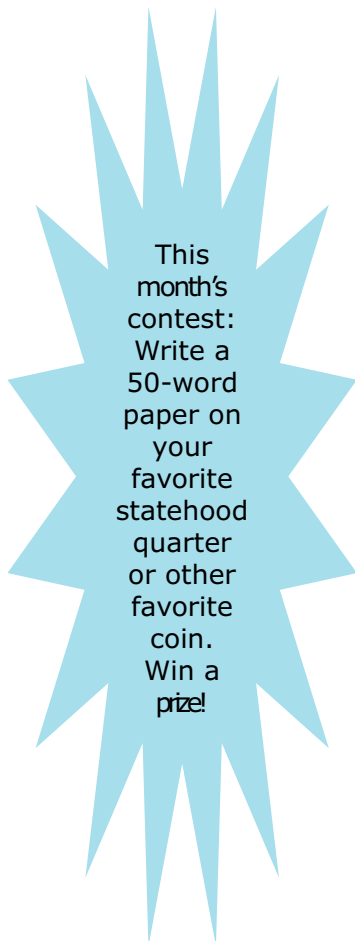 This
month's
contest:
Write a
50-word
paper on
your
favorite
statehood
quarter
or other
favorite
coin.
Win a
prize!